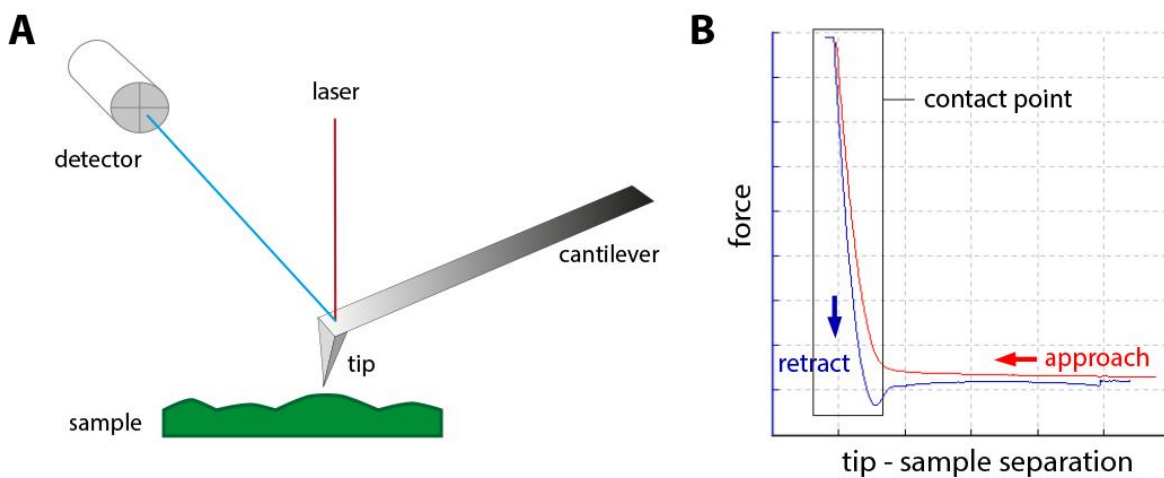 A
laser
detector
cantilever
tip
sample
B
contact point
force
approach
retract
tip - sample separation